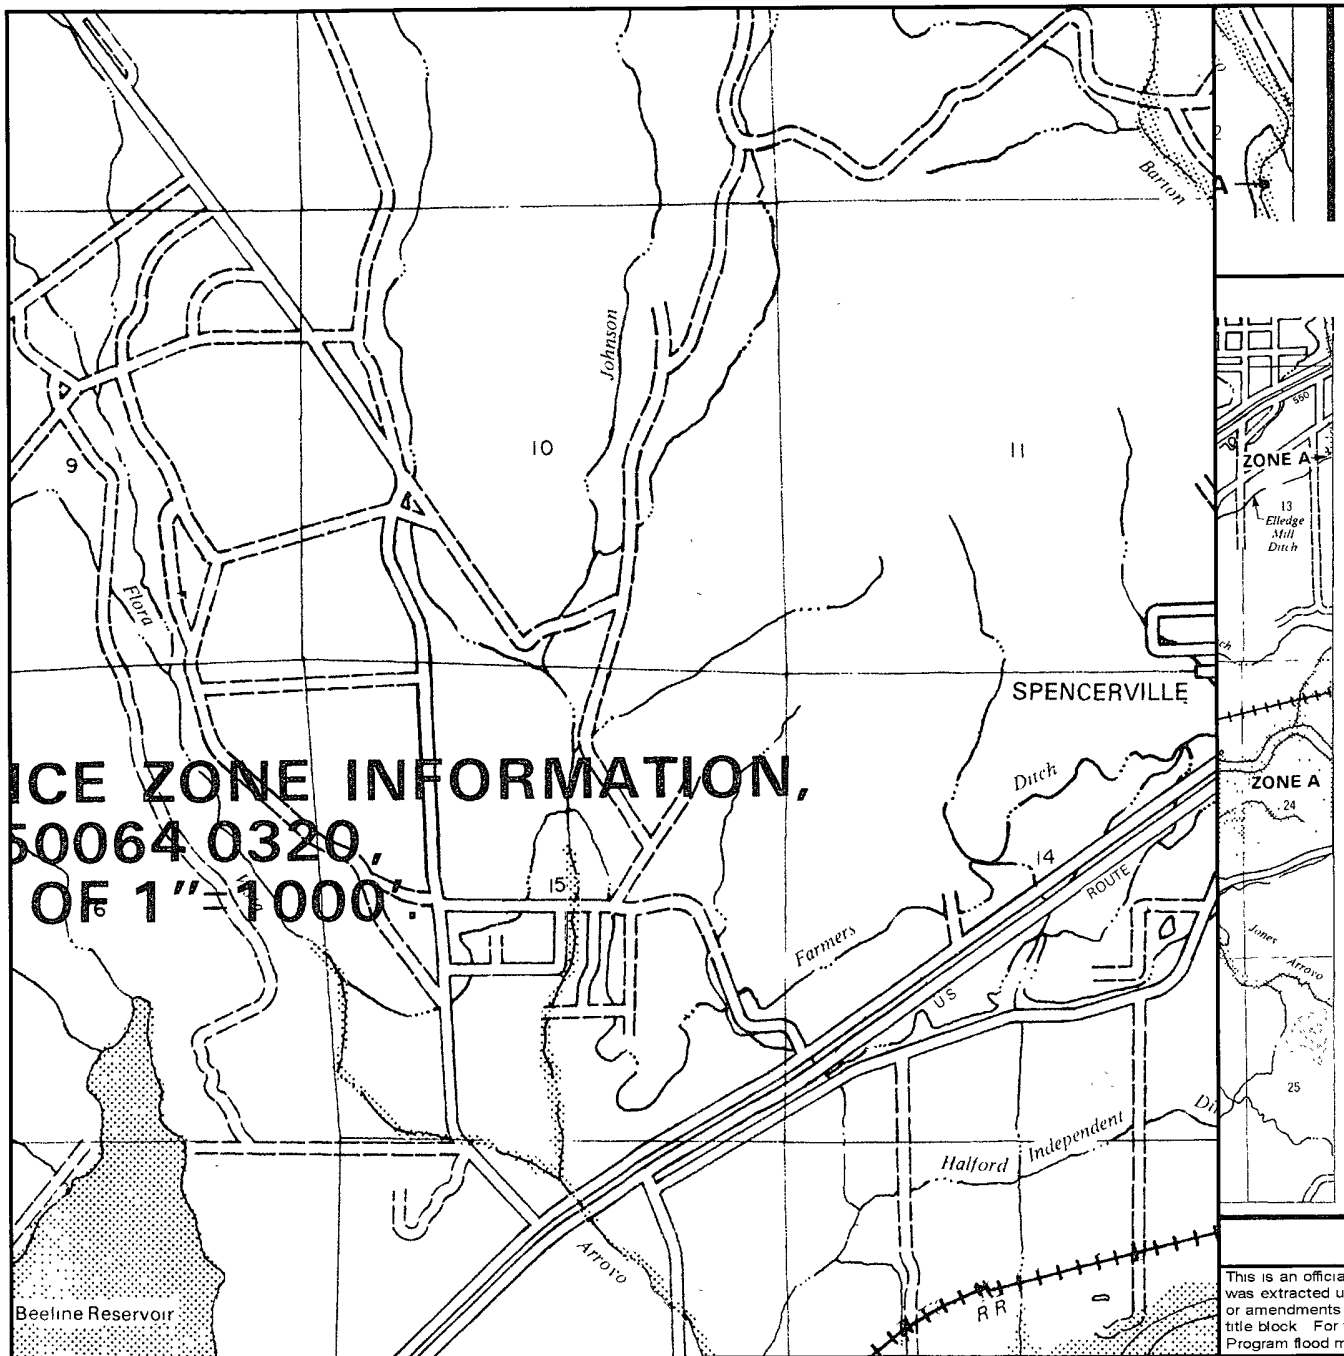 Barton
A
Johnson
10
11
9
550
ZONE A
13
Elledge
Mill
Ditch
Flora
SPENCERVILLE
ZONE INFORMATION,
50064 0320,
OF 1"=1000'.
Ditch
ZONE A
24
14
15
ROUTE
US
Farmers
Jones
Arroyo
25
Halford Independent
Arroyo
RR
Beeline Reservoir
This is an official
was extracted u
or amendments
title block For
Program flood m